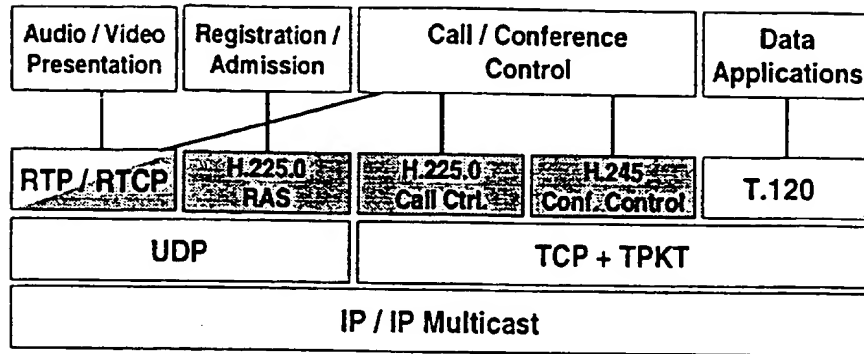 Audio / Video
Presentation
Registration /
Admission
Call / Conference
Control
Data
Applications
RTP / RTCP
H.225.0
RAS
H.225.0
Call Ctrl.
H.245
Conf. Control
T.120
UDP
TCP + TPKT
IP / IP Multicast